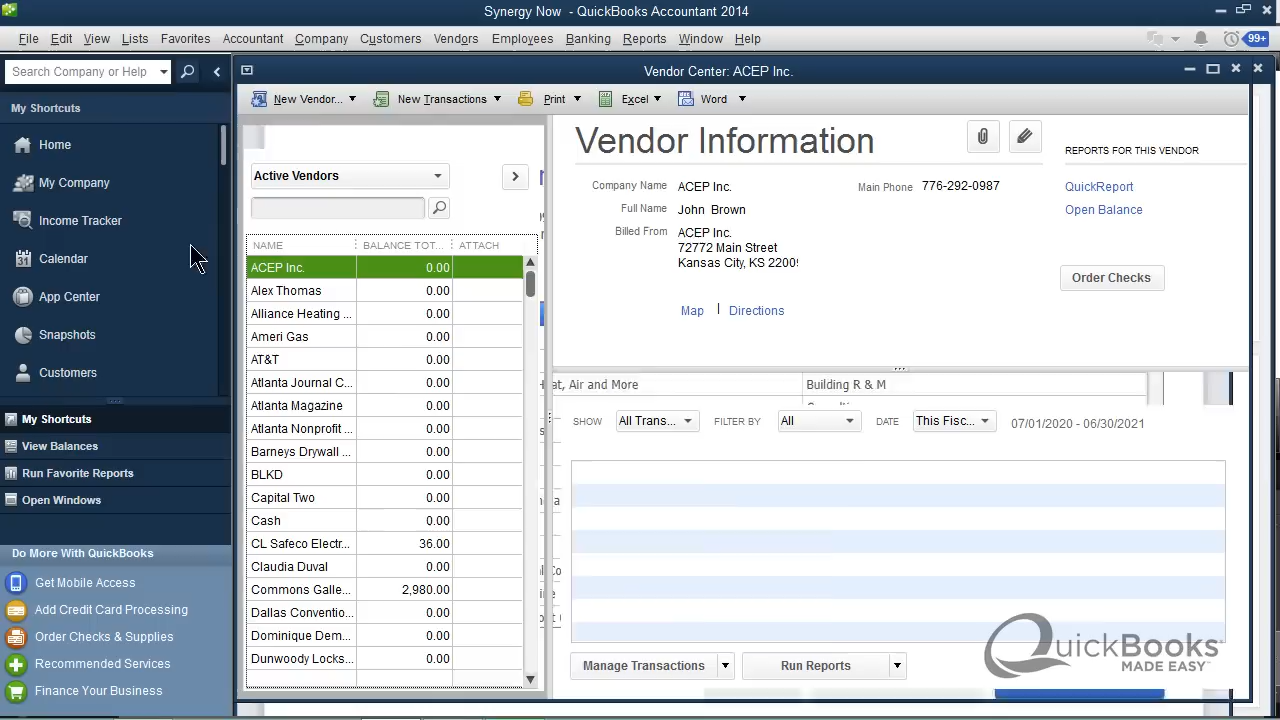 Synergy Now - QuickBooks Accountant 2014
File Edit View Lists Favorites Accountant Company Customers Vendors Employees Banking Reports Window Help
99+
Search Company or Help
My Shortcuts
Home
My Company
Income Tracker
Calendar
App Center
Snapshots
Customers
My Shortcuts
View Balances
Run Favorite Reports
Open Windows
Do More With QuickBooks
Get Mobile Access
Add Credit Card Processing
Order Checks & Supplies
Recommended Services
Finance Your Business
Vendor Center: ACEP Inc.
New Vendor... New Transactions Print Excel Word
Active Vendors
NAME BALANCE TOT... ATTACH
ACEP Inc. 0.00
Alex Thomas 0.00
Alliance Heating ... 0.00
Ameri Gas 0.00
AT&T 0.00
Atlanta Journal C... 0.00
Atlanta Magazine 0.00
Atlanta Nonprofit ... 0.00
Barneys Drywall ... 0.00
BLKD 0.00
Capital Two 0.00
Cash 0.00
CL Safeco Electr... 36.00
Claudia Duval 0.00
Commons Galle... 2,980.00
Dallas Conventio... 0.00
Dominique Dem... 0.00
Dunwoody Locks... 0.00
Vendor Information
Company Name ACEP Inc.
Full Name John Brown
Billed From ACEP Inc.
72772 Main Street
Kansas City, KS 2200
Main Phone 776-292-0987
Map | Directions
REPORTS FOR THIS VENDOR
QuickReport
Open Balance
Order Checks
eat, Air and More Building R & M
SHOW All Trans... FILTER BY All DATE This Fisc... 07/01/2020 - 06/30/2021
Manage Transactions Run Reports
QuickBooks
MADE EASY™